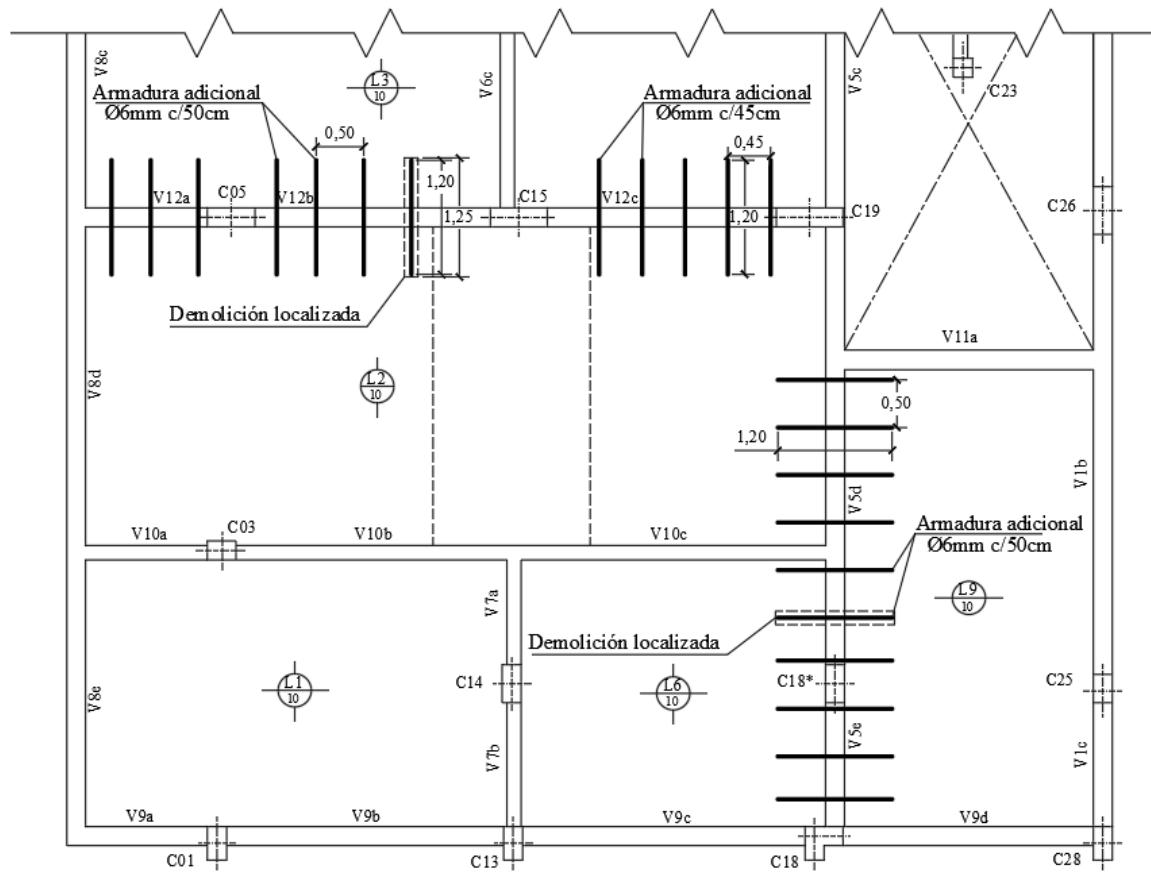 V8c
L3
10
V6c
V5c
C23
Armadura adicional
Ø6mm c/50cm
Armadura adicional
Ø6mm c/45cm
0,50
0,45
V12a
C05
V12b
1,20
1,25
C15
V12c
1,20
C19
C26
Demolición localizada
V11a
V8d
L2
10
0,50
1,20
V5d
V1b
V10a
C03
V10b
V10c
Armadura adicional
Ø6mm c/50cm
V7a
L9
10
Demolición localizada
V8e
L1
10
C14
L6
10
C18*
C25
V7b
V5e
V1c
V9a
V9b
V9c
V9d
C01
C13
C18
C28